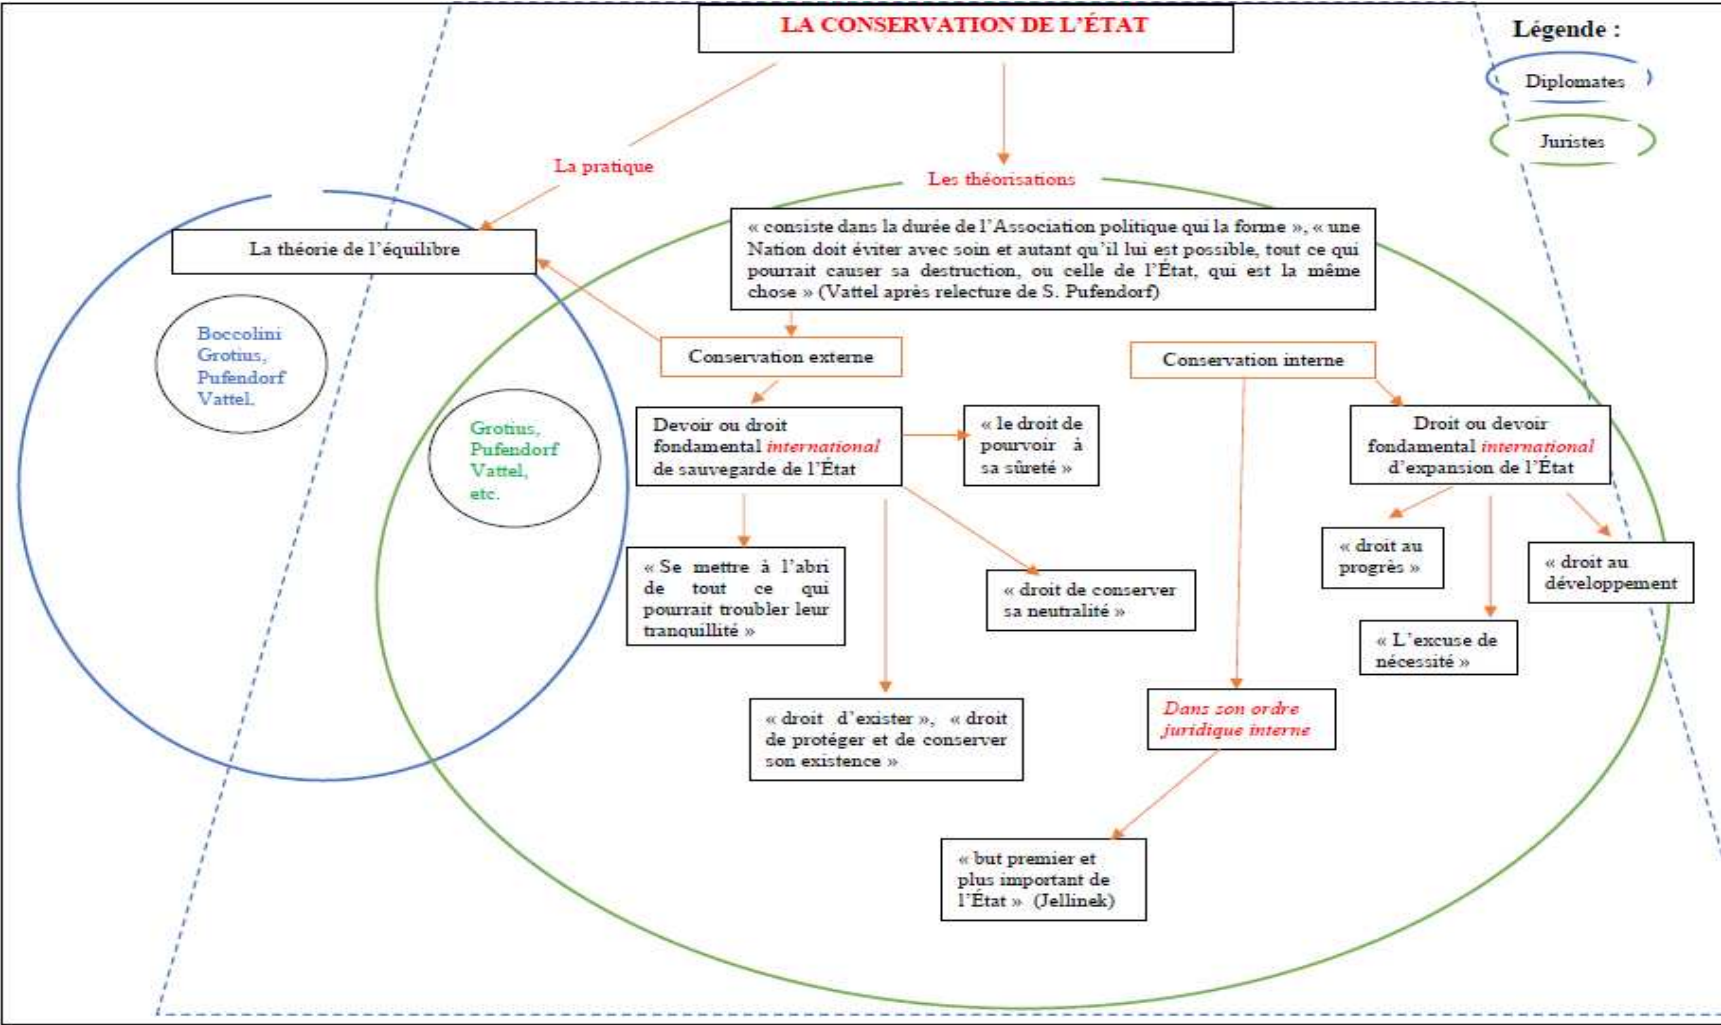 LA CONSERVATION DE L’ÉTAT
Légende :
Diplomates
Juristes
La pratique
Les théorisations
La théorie de l’équilibre
« consiste dans la durée de l’Association politique qui la forme », « une
Nation doit éviter avec soin et autant qu’il lui est possible, tout ce qui
pourrait causer sa destruction, ou celle de l’État, qui est la même
chose » (Vattel après relecture de S. Pufendorf)
Boccolini
Grotius,
Pufendorf
Vattel.
Grotius,
Pufendorf
Vattel,
etc.
Conservation externe
Conservation interne
Devoir ou droit
fondamental international
de sauvegarde de l’État
« le droit de
pourvoir à
sa sûreté »
Droit ou devoir
fondamental international
d’expansion de l’État
« Se mettre à l’abri
de tout ce qui
pourrait troubler leur
tranquillité »
« droit de conserver
sa neutralité »
« droit au
progrès »
« droit au
développement
« L’excuse de
nécessité »
« droit d’exister », « droit
de protéger et de conserver
son existence »
Dans son ordre
juridique interne
« but premier et
plus important de
l’État » (Jellinek)